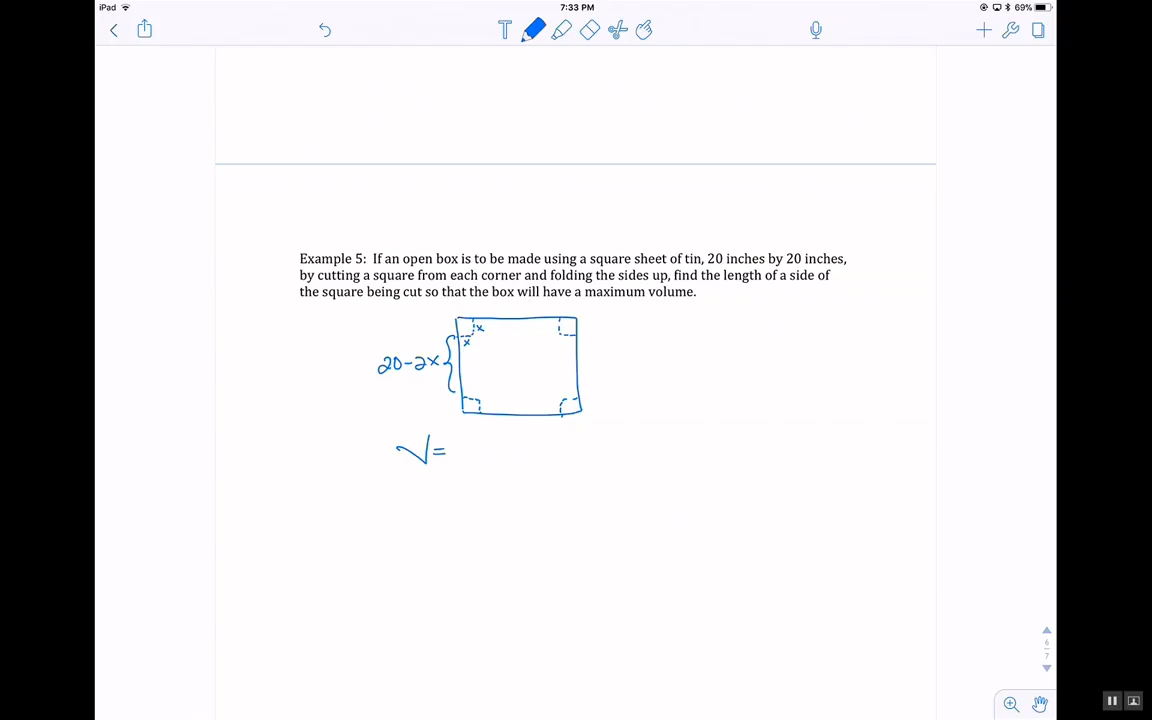 iPad
7:33 PM
69%
T
Example 5: If an open box is to be made using a square sheet of tin, 20 inches by 20 inches,
by cutting a square from each corner and folding the sides up, find the length of a side of
the square being cut so that the box will have a maximum volume.
x
x
20-2x
V=
6
7